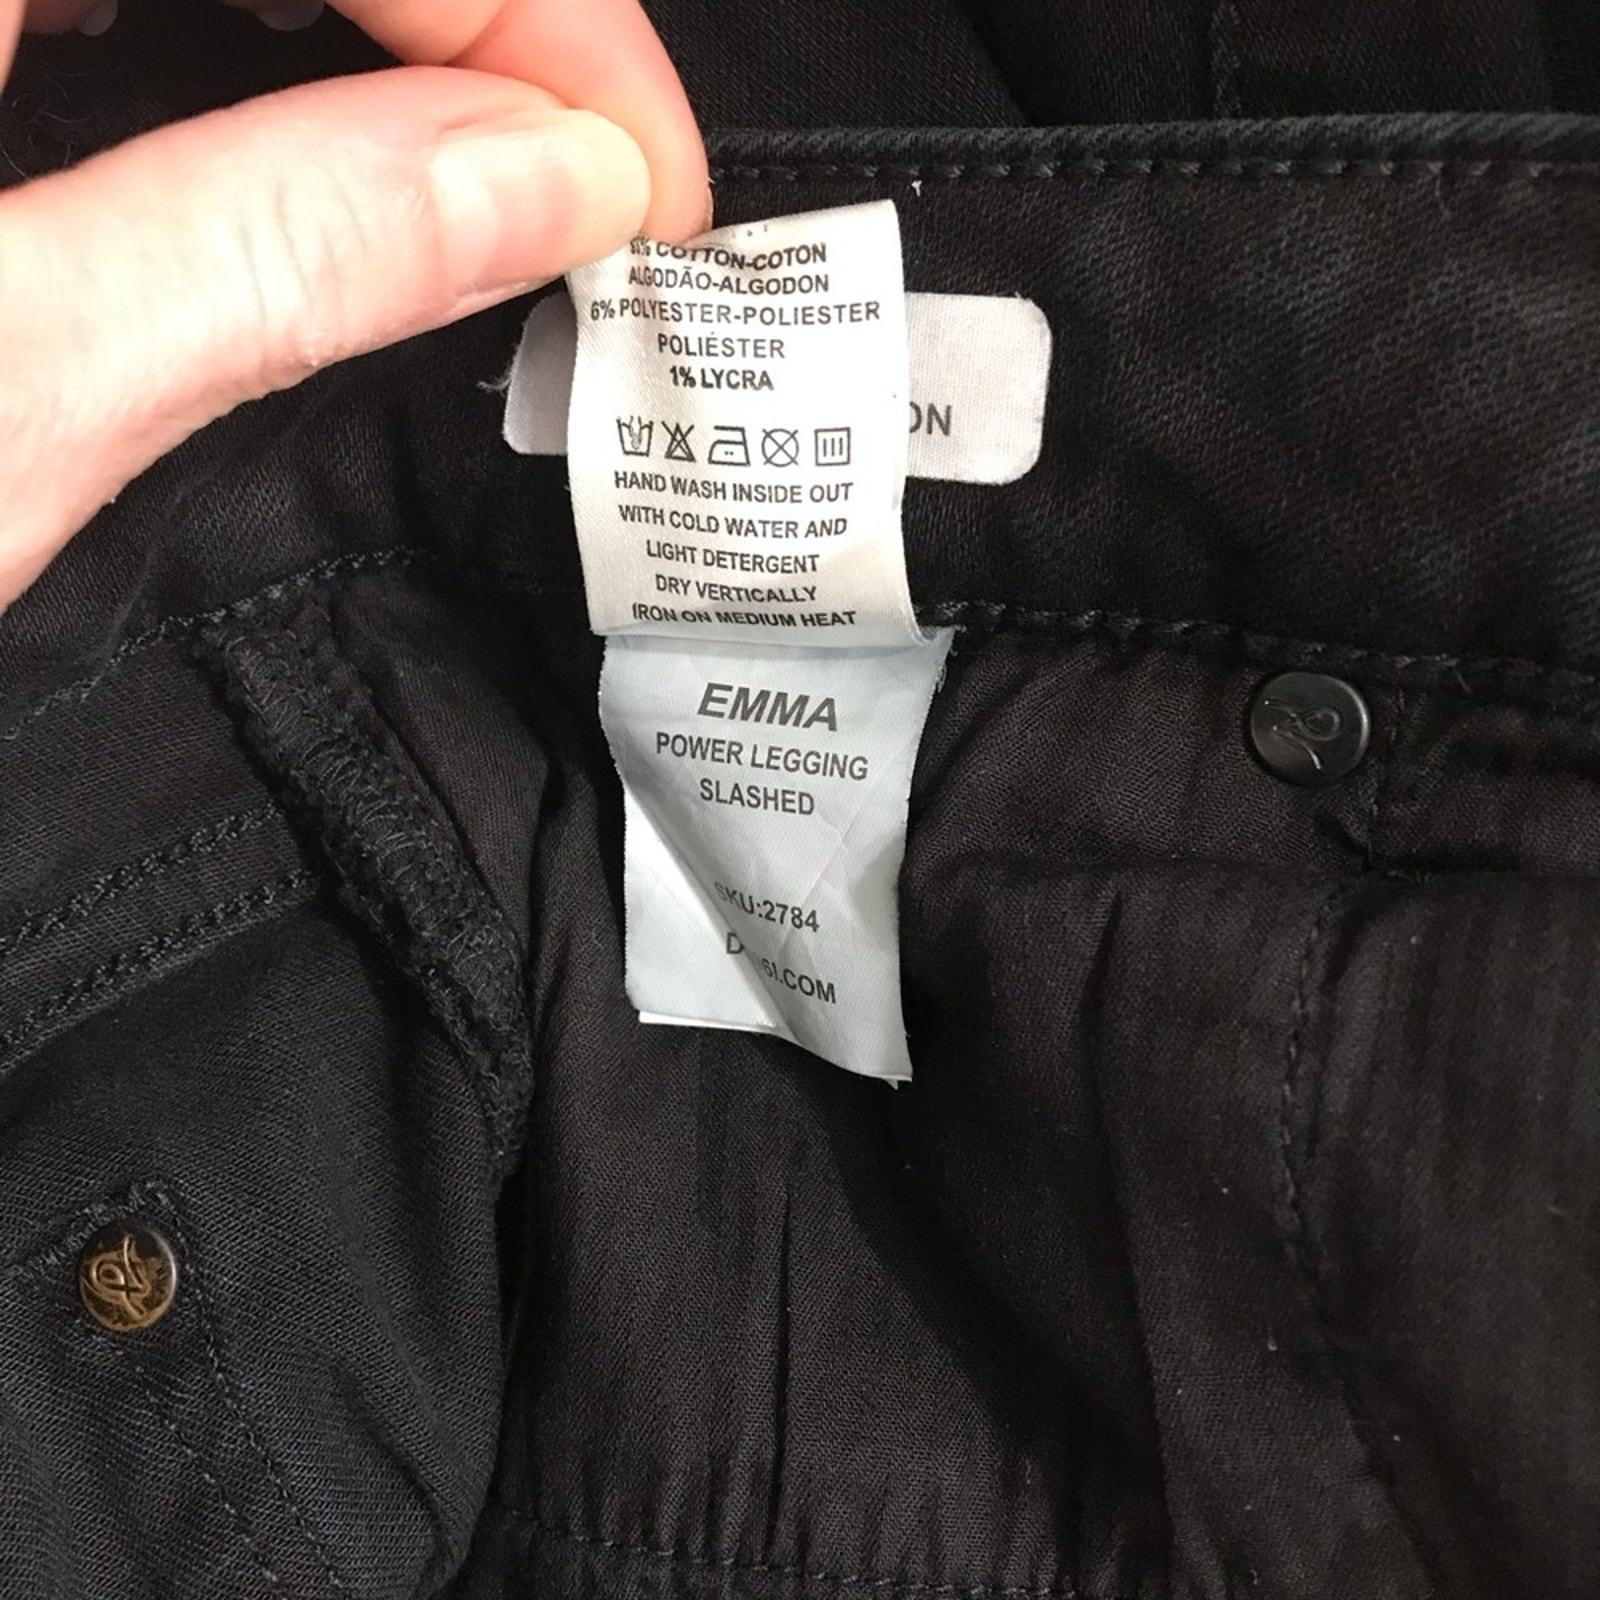 COTTON-COTON
ALGODÃO-ALGODON
6% POLYESTER-POLIESTER
POLIÉSTER
1% LYCRA
HAND WASH INSIDE OUT
WITH COLD WATER AND
LIGHT DETERGENT
DRY VERTICALLY
IRON ON MEDIUM HEAT
EMMA
POWER LEGGING
SLASHED
SKU:2784